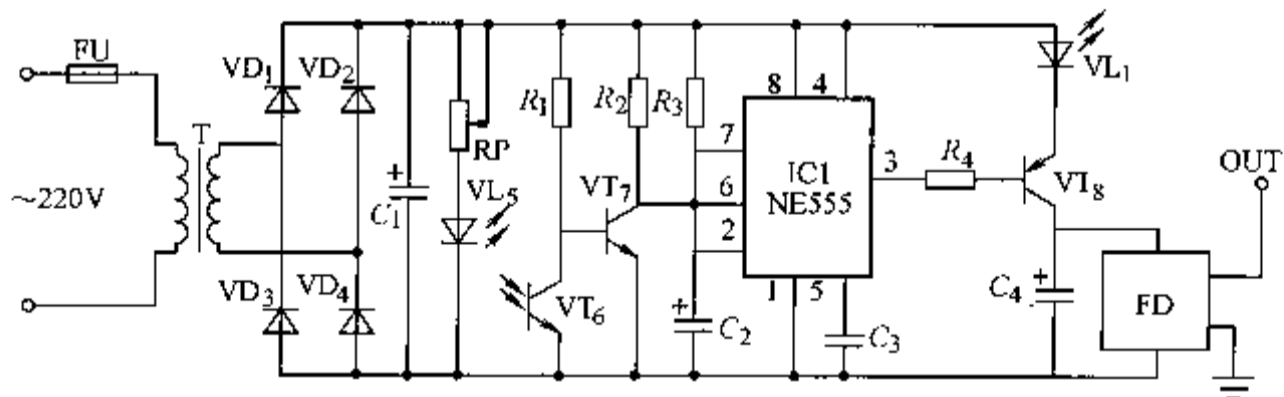 FU
~220V
T
VD1
VD2
VD3
VD4
C1
RP
VL5
R1
VT6
R2
VT7
R3
C2
8
4
7
6
2
3
1
5
IC1
NE555
C3
R4
VL1
VT8
C4
FD
OUT